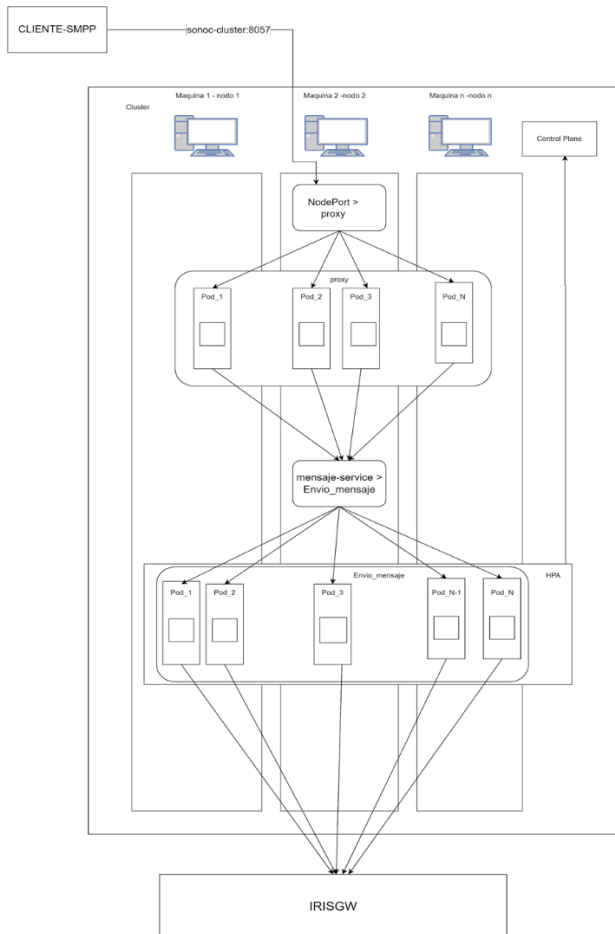 CLIENTE-SMPP
sonoc-cluster:8057
Maquina 1 - nodo 1
Maquina 2 -nodo 2
Maquina n -nodo n
Cluster
Control Plane
NodePort >
proxy
proxy
Pod_1
Pod_2
Pod_3
Pod_N
mensaje-service >
Envio_mensaje
Envio_mensaje
HPA
Pod_1
Pod_2
Pod_3
Pod_N-1
Pod_N
IRISGW